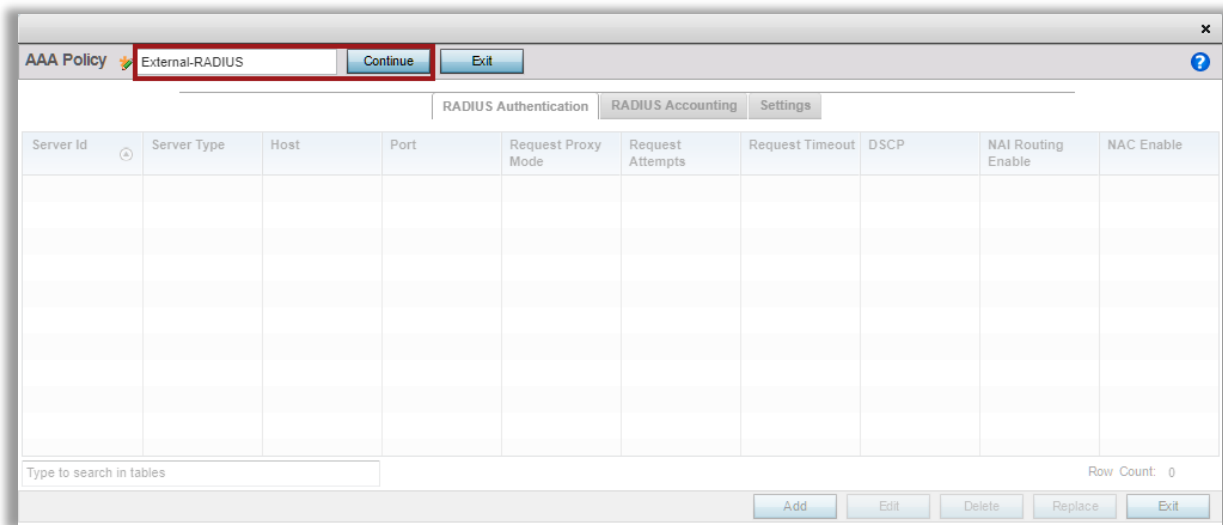 ×
AAA Policy External-RADIUS Continue Exit ?
RADIUS Authentication RADIUS Accounting Settings
Server Id Server Type Host Port Request Proxy Mode Request Attempts Request Timeout DSCP NAI Routing Enable NAC Enable
Type to search in tables Row Count: 0
Add Edit Delete Replace Exit